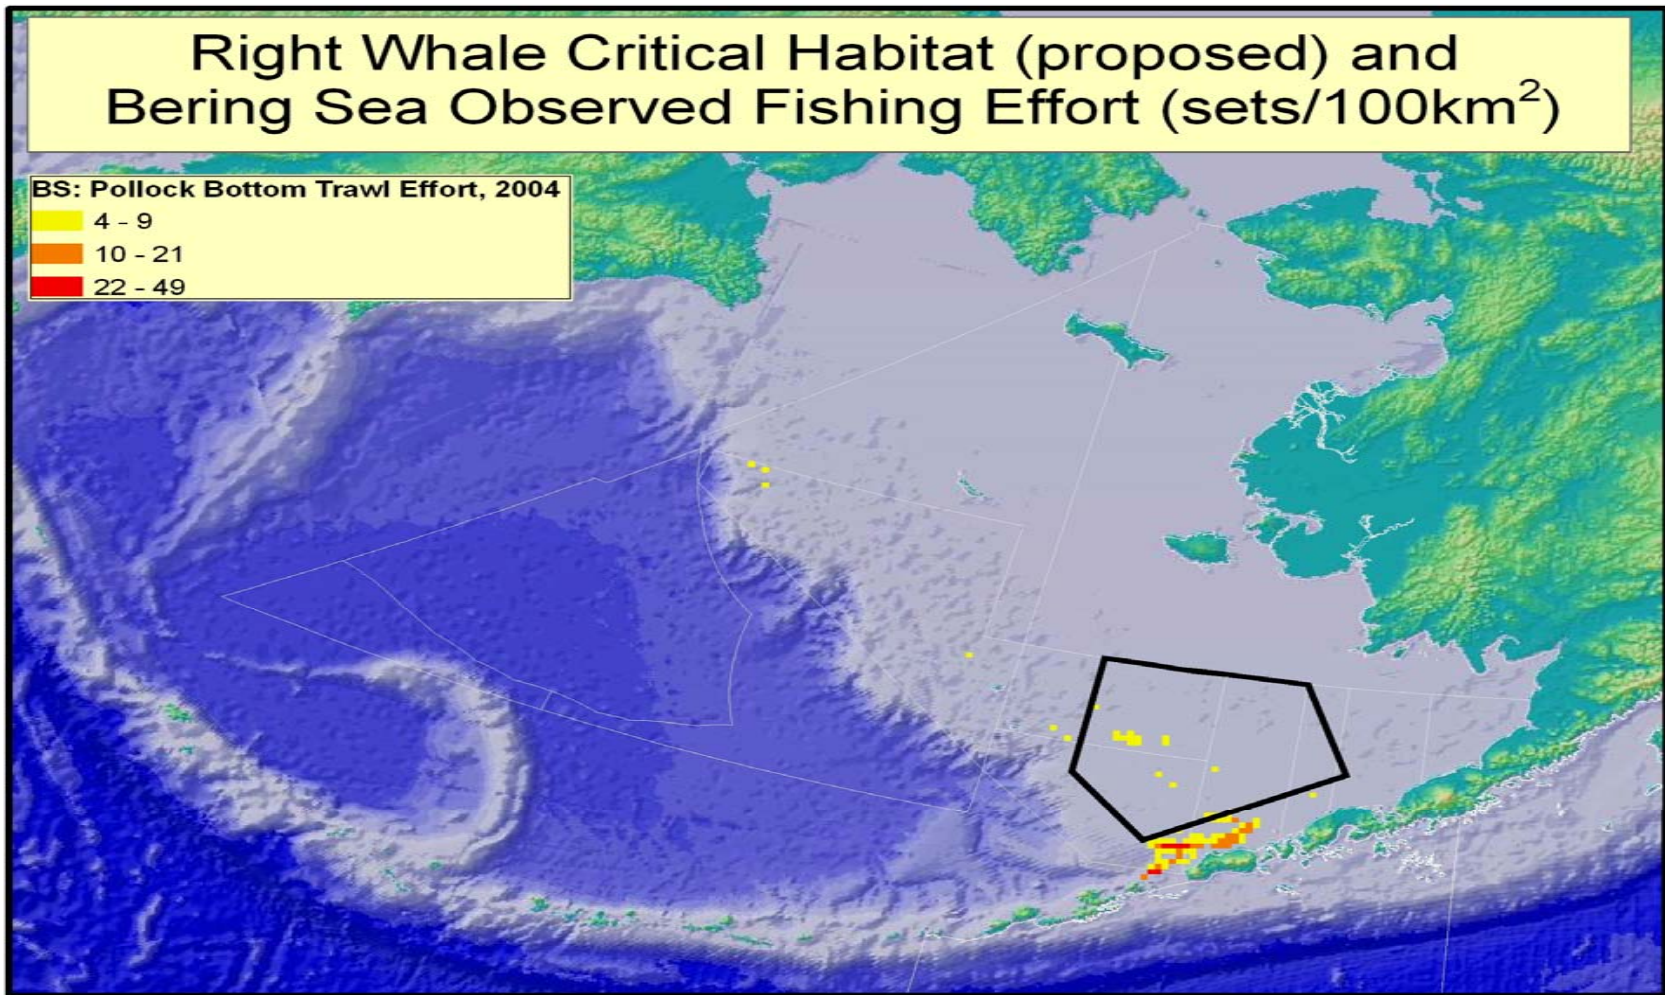 Right Whale Critical Habitat (proposed) and
Bering Sea Observed Fishing Effort (sets/100km²)
BS: Pollock Bottom Trawl Effort, 2004
4 - 9
10 - 21
22 - 49